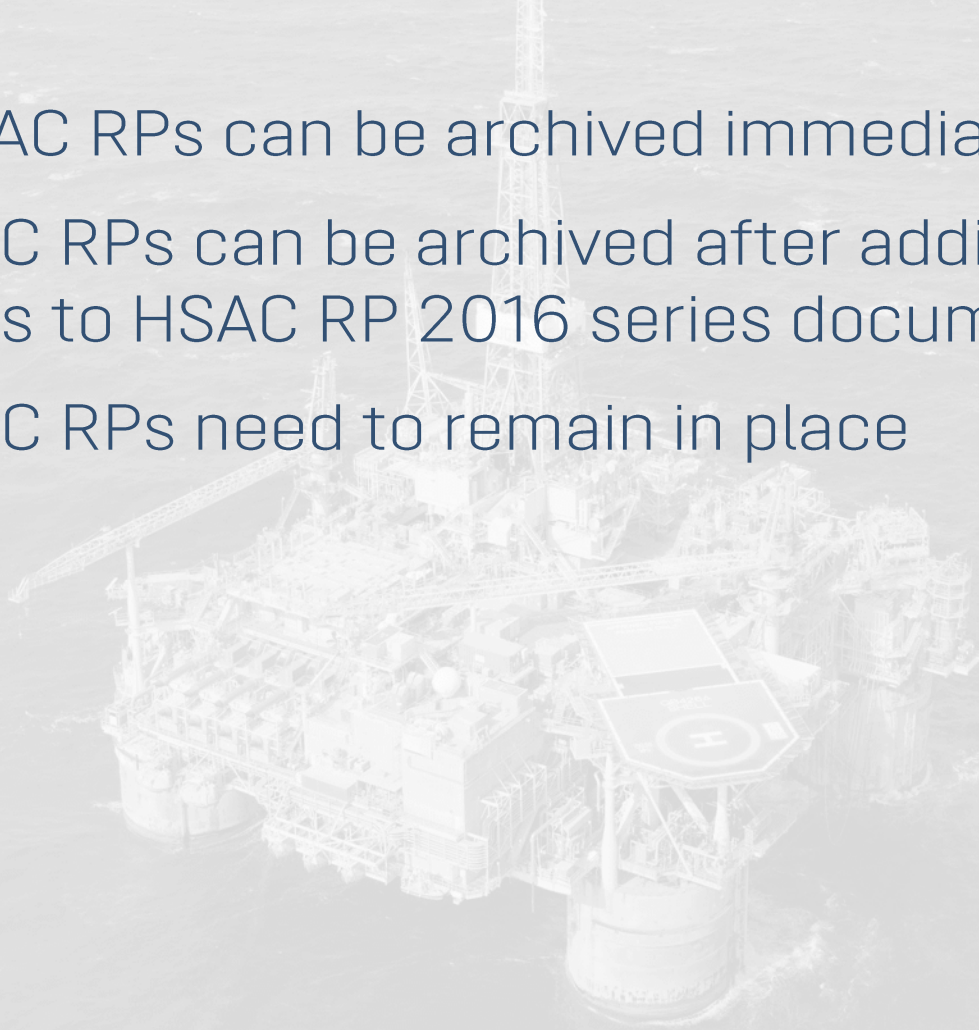 AC RPs can be archived immedia
C RPs can be archived after addi
s to HSAC RP 2016 series docum
C RPs need to remain in place
H